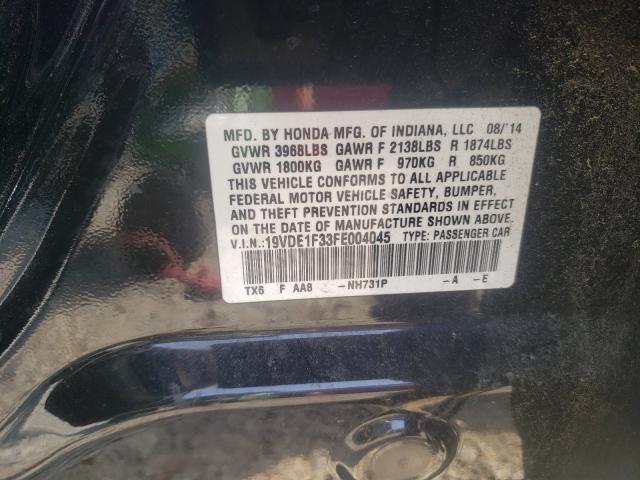 MFD. BY HONDA MFG. OF INDIANA, LLC 08/'14
GVWR 3968LBS GAWR F 2138LBS R 1874LBS
GVWR 1800KG GAWR F 970KG R 850KG
THIS VEHICLE CONFORMS TO ALL APPLICABLE
FEDERAL MOTOR VEHICLE SAFETY, BUMPER,
AND THEFT PREVENTION STANDARDS IN EFFECT
ON THE DATE OF MANUFACTURE SHOWN ABOVE.
V.I.N.:19VDE1F33FE004045 TYPE: PASSENGER CAR
TX6 F AA8 -NH731P -A -E